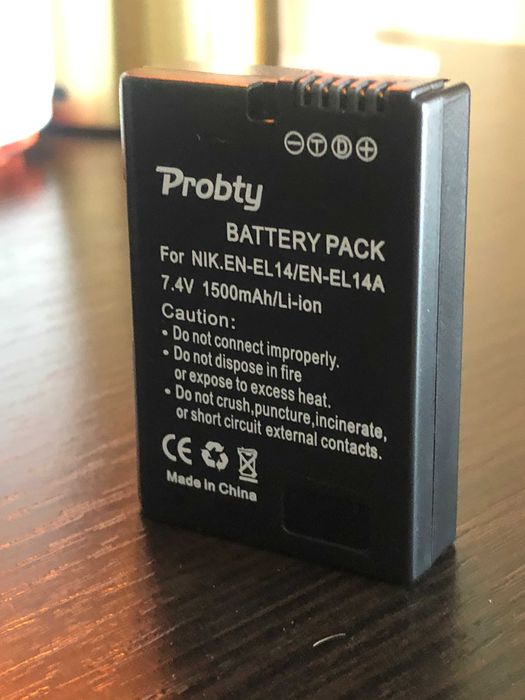 − T D +
Probty
BATTERY PACK
For NIK.EN-EL14/EN-EL14A
7.4V 1500mAh/Li-ion
Caution:
• Do not connect improperly.
• Do not dispose in fire
or expose to excess heat.
• Do not crush,puncture,incinerate,
or short circuit external contacts.
CE
Made in China